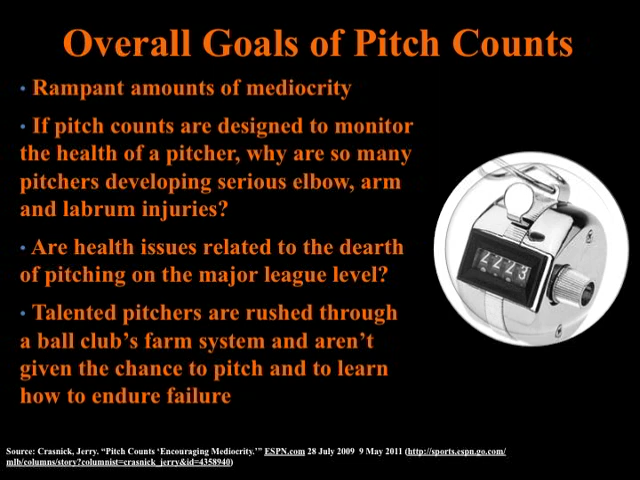 Overall Goals of Pitch Counts
• Rampant amounts of mediocrity
• If pitch counts are designed to monitor
the health of a pitcher, why are so many
pitchers developing serious elbow, arm
and labrum injuries?
• Are health issues related to the dearth
of pitching on the major league level?
• Talented pitchers are rushed through
a ball club’s farm system and aren’t
given the chance to pitch and to learn
how to endure failure
2223
Source: Crasnick, Jerry. “Pitch Counts ‘Encouraging Mediocrity.’” ESPN.com 28 July 2009 9 May 2011 (http://sports.espn.go.com/
mlb/columns/story?columnist=crasnick_jerry&id=4358940)